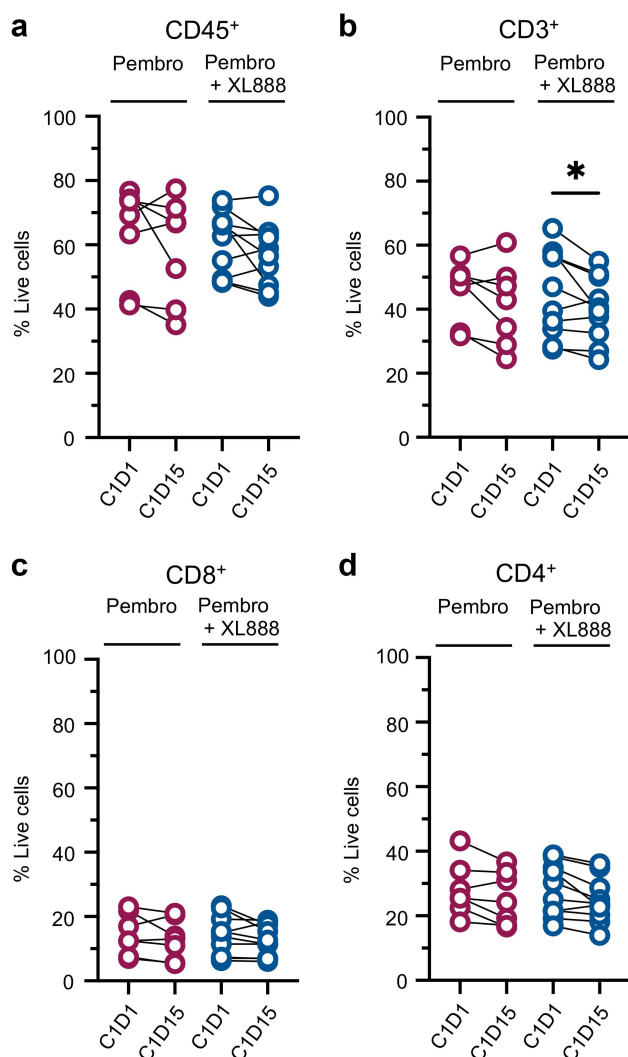 a
CD45+
Pembro
Pembro
+ XL888
% Live cells
100
80
60
40
20
0
C1D1
C1D15
C1D1
C1D15
b
CD3+
Pembro
Pembro
+ XL888
*
% Live cells
100
80
60
40
20
0
C1D1
C1D15
C1D1
C1D15
c
CD8+
Pembro
Pembro
+ XL888
% Live cells
100
80
60
40
20
0
C1D1
C1D15
C1D1
C1D15
d
CD4+
Pembro
Pembro
+ XL888
% Live cells
100
80
60
40
20
0
C1D1
C1D15
C1D1
C1D15